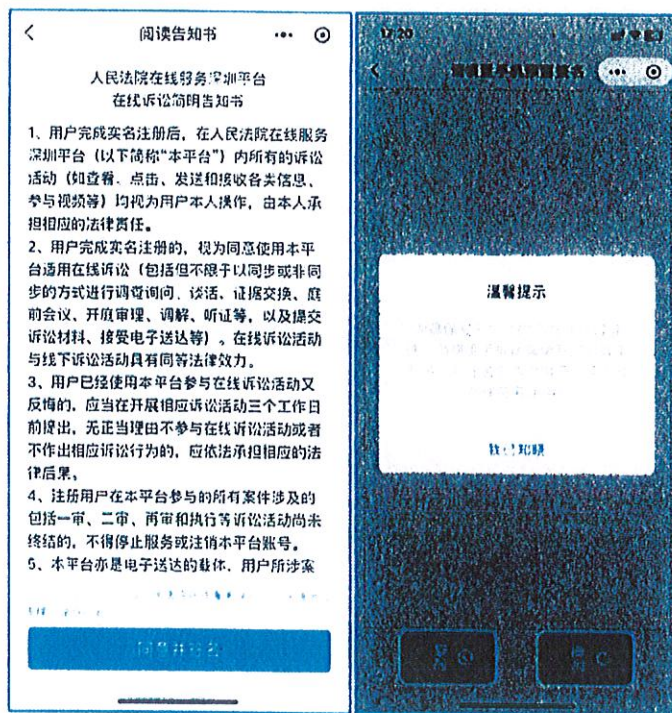 阅读告知书
人民法院在线服务深圳平台
在线诉讼简明告知书
1、用户完成实名注册后，在人民法院在线服务
深圳平台（以下简称“本平台”）内所有的诉讼
活动（如查看、点击、发送和接收各类信息、
参与视频等）均视为用户本人操作，由本人承
担相应的法律责任。
2、用户完成实名注册的，视为同意使用本平
台适用在线诉讼（包括但不限于以同步或非同
步的方式进行调查询问、谈话、证据交换、庭
前会议、开庭审理、调解、听证等，以及提交
诉讼材料、接受电子送达等）。在线诉讼活动
与线下诉讼活动具有同等法律效力。
3、用户已经使用本平台参与在线诉讼活动又
反悔的，应当在开展相应诉讼活动三个工作日
前提出，无正当理由不参与在线诉讼活动或者
不作出相应诉讼行为的，应依法承担相应的法
律后果。
4、注册用户在本平台参与的所有案件涉及的
包括一审、二审、再审和执行等诉讼活动尚未
终结的，不得停止服务或注销本平台账号。
5、本平台亦是电子送达的载体，用户所涉案
同意并签名
17:20
温馨提示
我已知晓